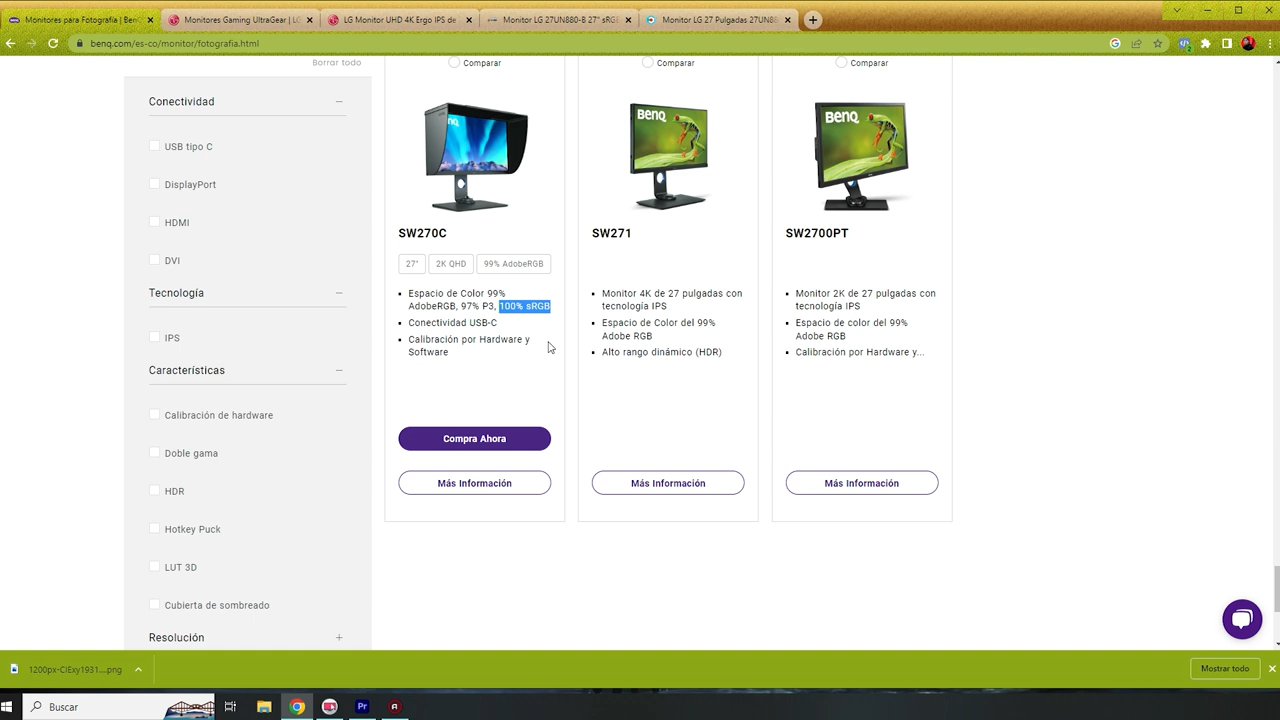 Monitores para Fotografía | Ben
Monitores Gaming UltraGear | LG
LG Monitor UHD 4K Ergo IPS de
Monitor LG 27UN880-B 27" sRGB
Monitor LG 27 Pulgadas 27UN88
benq.com/es-co/monitor/fotografia.html
Borrar todo
Conectividad
USB tipo C
DisplayPort
HDMI
DVI
Tecnología
IPS
Características
Calibración de hardware
Doble gama
HDR
Hotkey Puck
LUT 3D
Cubierta de sombreado
Resolución
Comparar
BenQ
SW270C
27"
2K QHD
99% AdobeRGB
Espacio de Color 99%
AdobeRGB, 97% P3, 100% sRGB
Conectividad USB-C
Calibración por Hardware y
Software
Compra Ahora
Más Información
Comparar
BenQ
SW271
Monitor 4K de 27 pulgadas con
tecnología IPS
Espacio de Color del 99%
Adobe RGB
Alto rango dinámico (HDR)
Más Información
Comparar
BenQ
SW2700PT
Monitor 2K de 27 pulgadas con
tecnología IPS
Espacio de color del 99%
Adobe RGB
Calibración por Hardware y...
Más Información
1200px-CIExy1931....png
Mostrar todo
Buscar
Pr